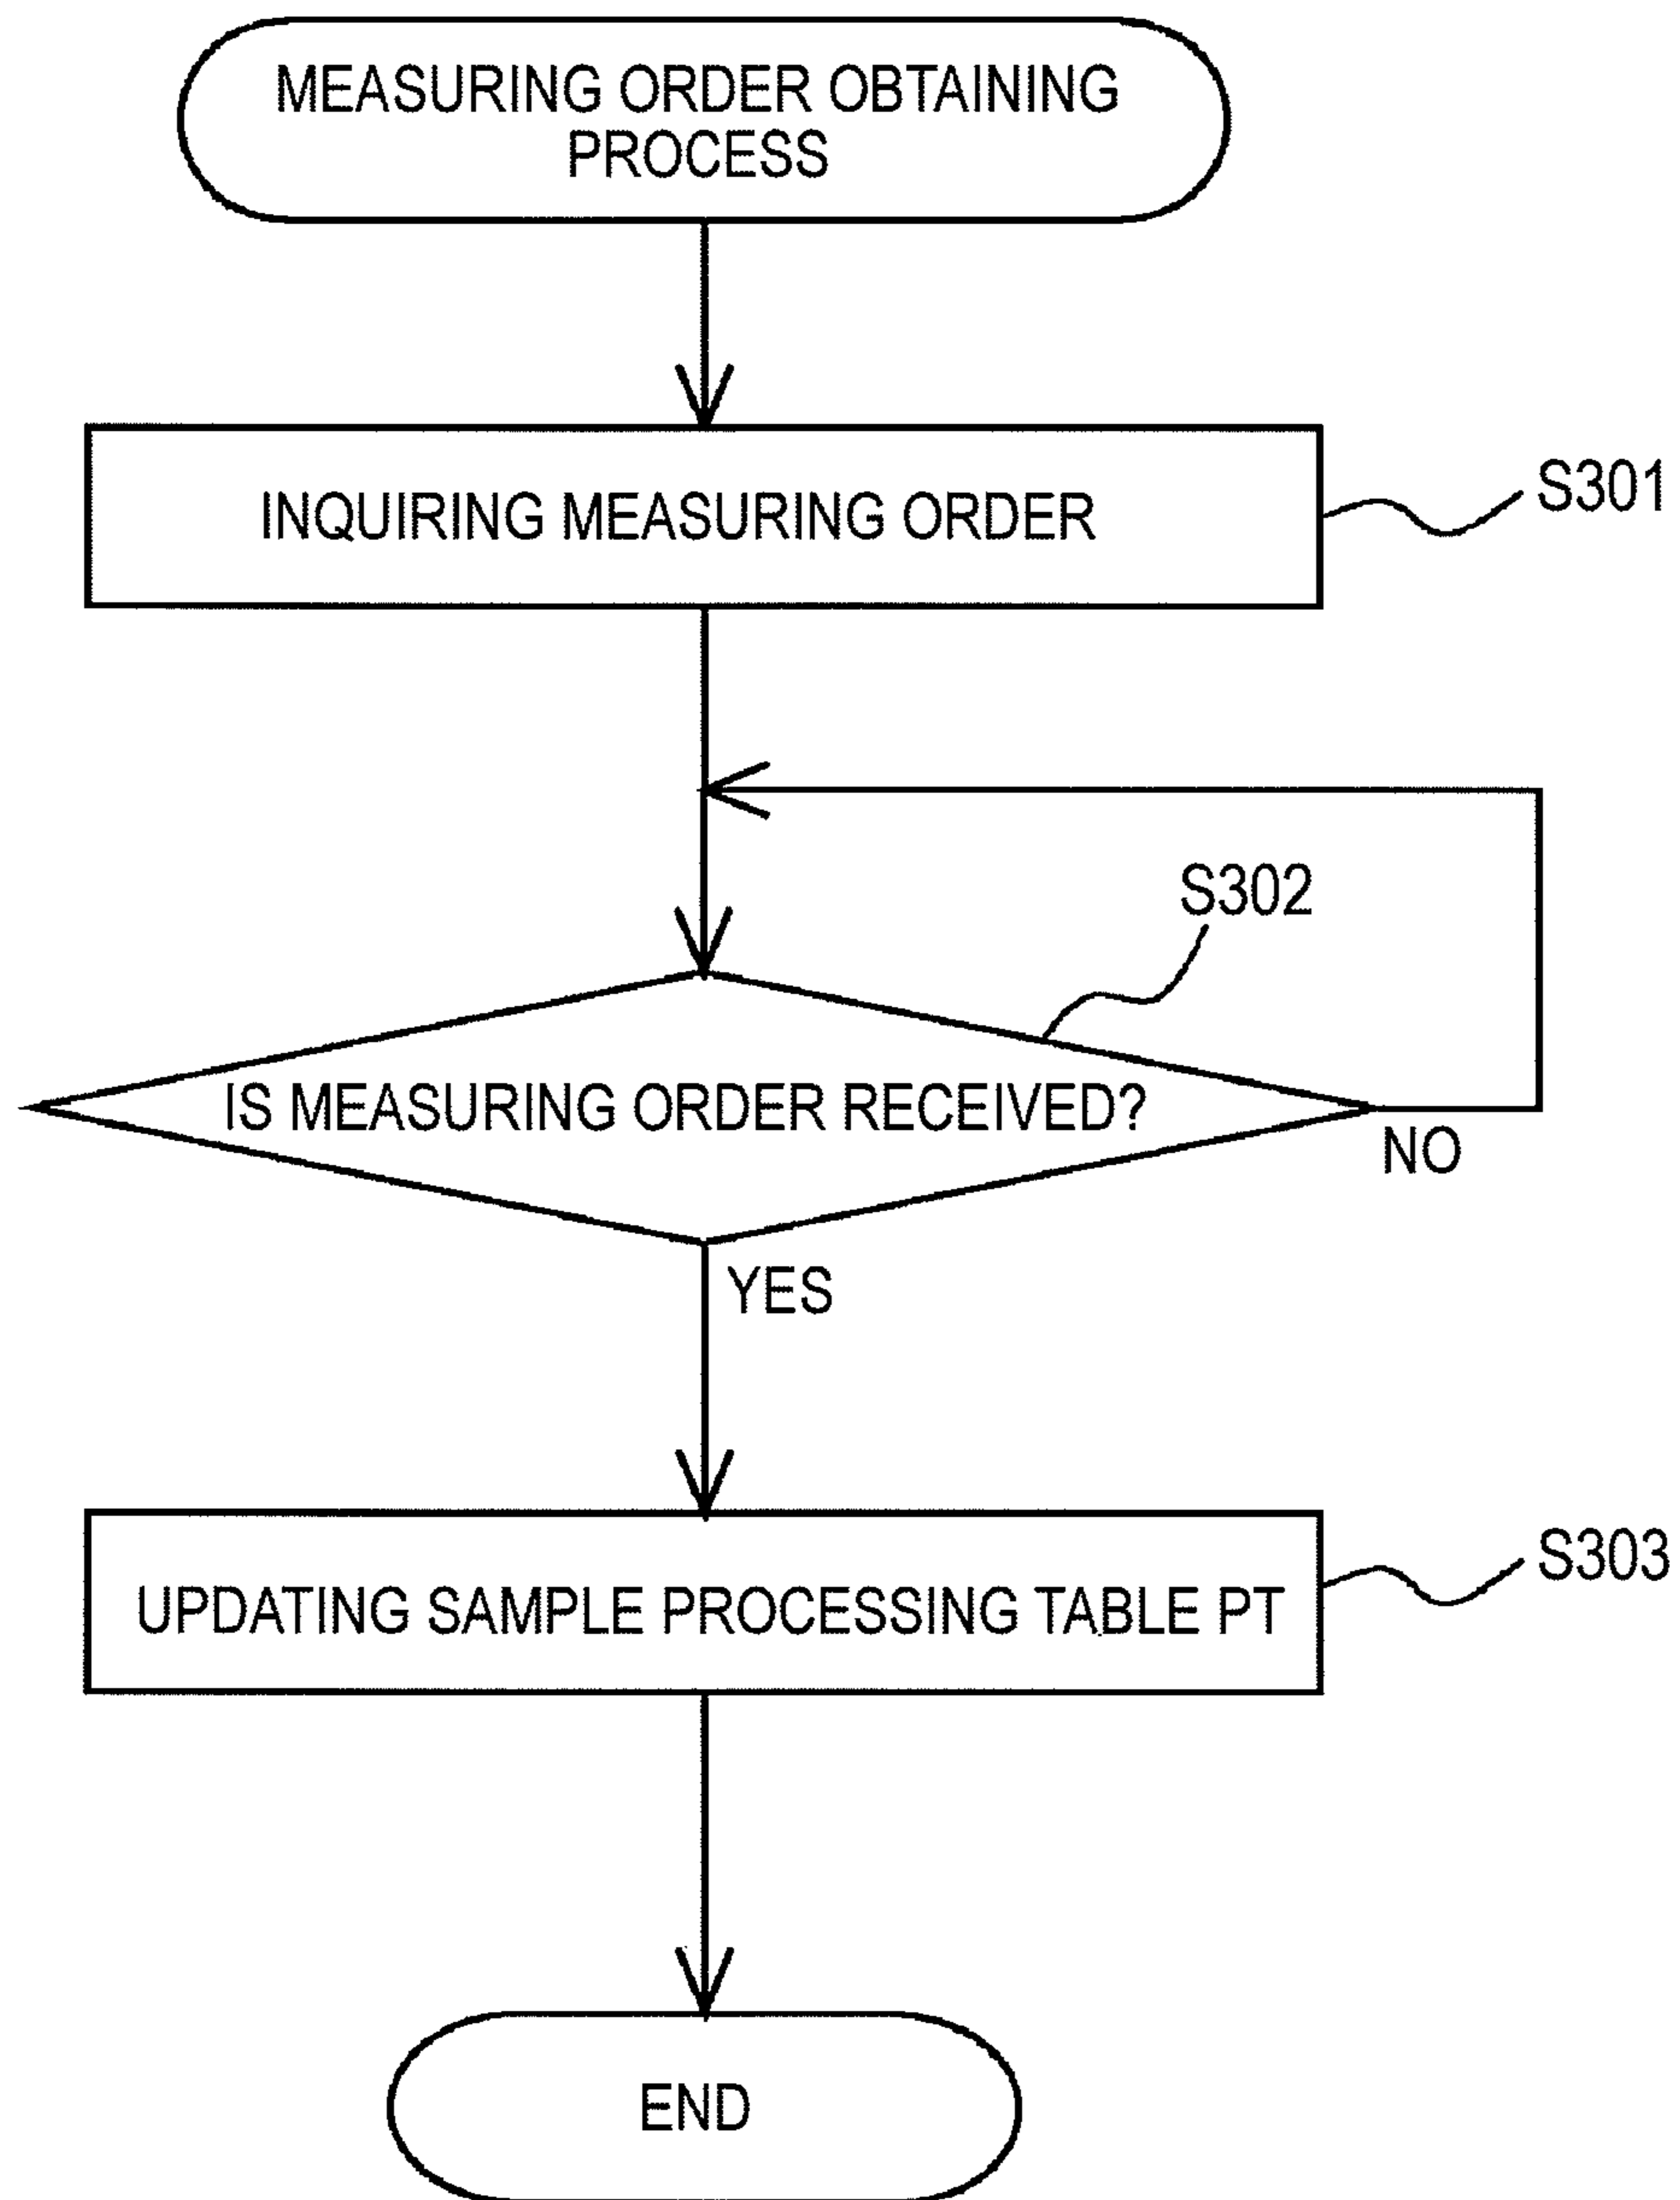 MEASURING ORDER OBTAINING
PROCESS
INQUIRING MEASURING ORDER
S301
S302
IS MEASURING ORDER RECEIVED?
NO
YES
UPDATING SAMPLE PROCESSING TABLE PT
S303
END